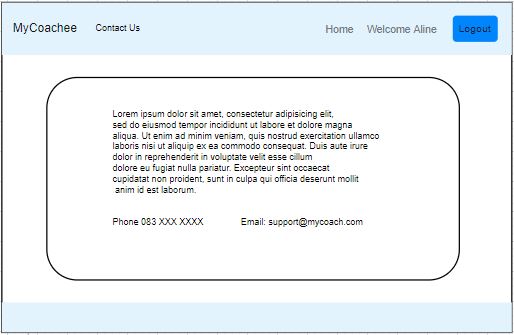 MyCoachee Contact Us Home Welcome Aline Logout
Lorem ipsum dolor sit amet, consectetur adipisicing elit,
sed do eiusmod tempor incididunt ut labore et dolore magna
aliqua. Ut enim ad minim veniam, quis nostrud exercitation ullamco
laboris nisi ut aliquip ex ea commodo consequat. Duis aute irure
dolor in reprehenderit in voluptate velit esse cillum
dolore eu fugiat nulla pariatur. Excepteur sint occaecat
cupidatat non proident, sunt in culpa qui officia deserunt mollit
anim id est laborum.
Phone 083 XXX XXXX Email: support@mycoach.com